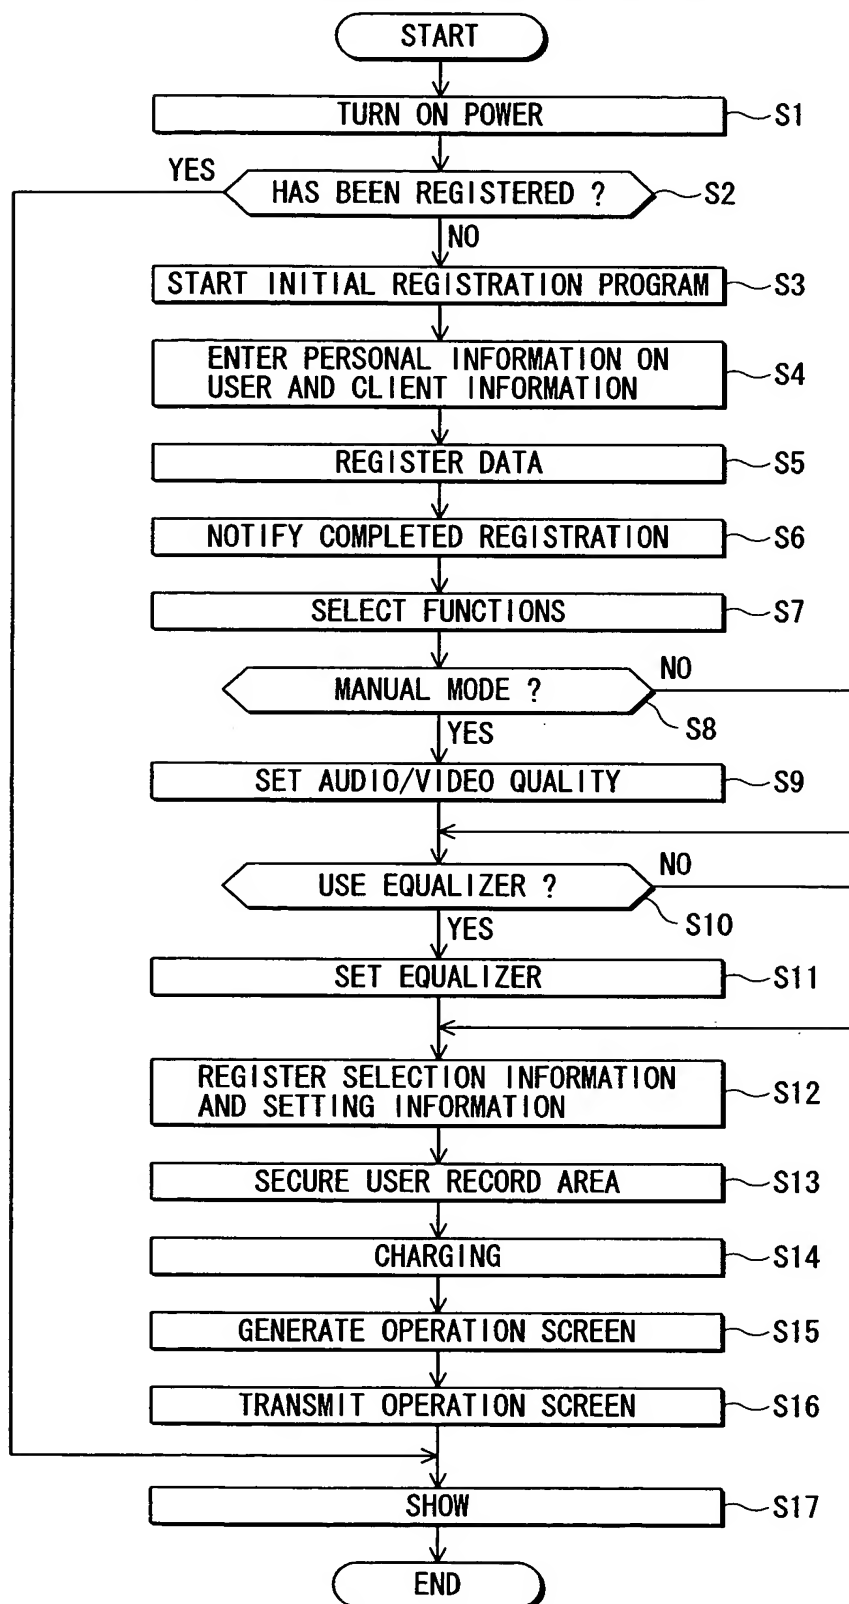 START
TURN ON POWER
S1
YES
HAS BEEN REGISTERED ?
S2
NO
START INITIAL REGISTRATION PROGRAM
S3
ENTER PERSONAL INFORMATION ON
USER AND CLIENT INFORMATION
S4
REGISTER DATA
S5
NOTIFY COMPLETED REGISTRATION
S6
SELECT FUNCTIONS
S7
MANUAL MODE ?
NO
S8
YES
SET AUDIO/VIDEO QUALITY
S9
USE EQUALIZER ?
NO
S10
YES
SET EQUALIZER
S11
REGISTER SELECTION INFORMATION
AND SETTING INFORMATION
S12
SECURE USER RECORD AREA
S13
CHARGING
S14
GENERATE OPERATION SCREEN
S15
TRANSMIT OPERATION SCREEN
S16
SHOW
S17
END